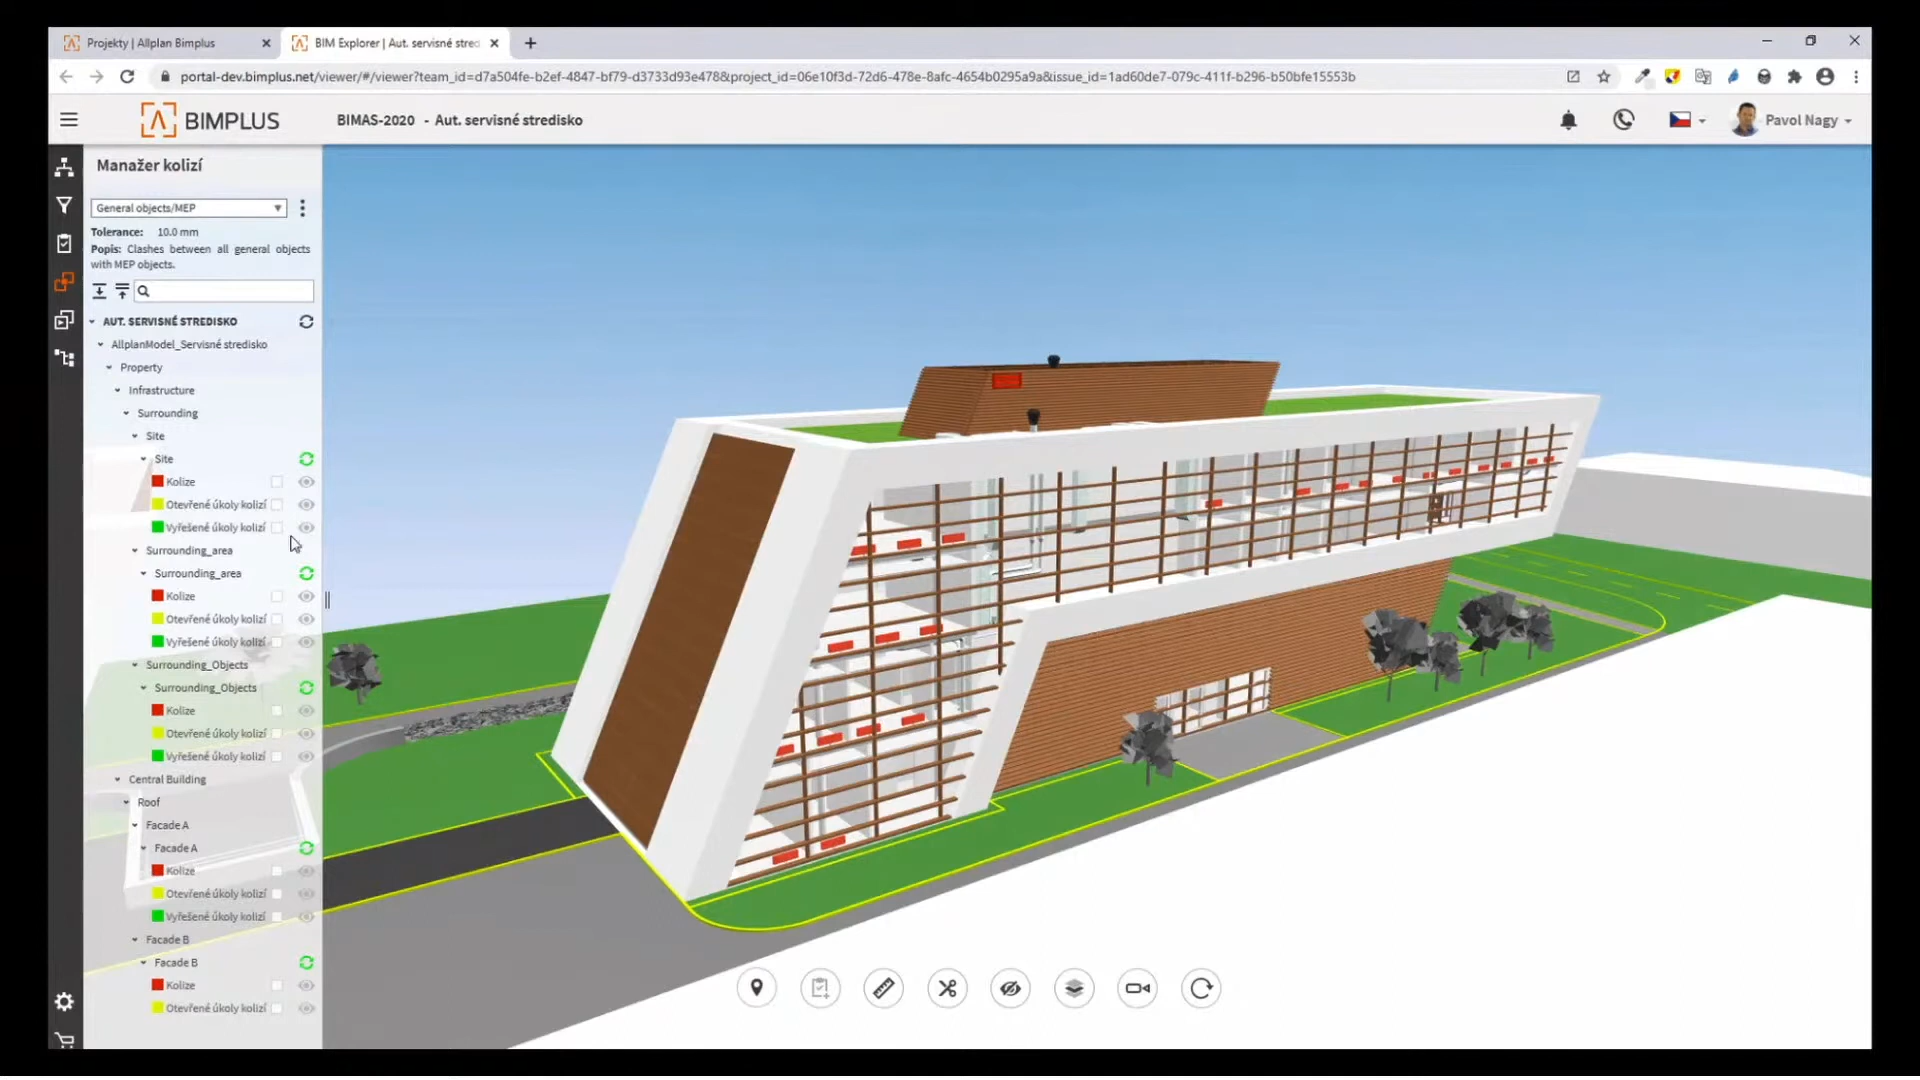 Projekty | Allplan Bimplus
BIM Explorer | Aut. servisné stred
portal-dev.bimplus.net/viewer/#/viewer?team_id=d7a504fe-b2ef-4847-bf79-d3733d93e478&project_id=06e10f3d-72d6-478e-8afc-4654b0295a9a&issue_id=1ad60de7-079c-411f-b296-b50bfe15553b
BIMPLUS
BIMAS-2020 - Aut. servisné stredisko
Pavol Nagy
Manažer kolizí
General objects/MEP
Tolerance: 10.0 mm
Popis: Clashes between all general objects
with MEP objects.
AUT. SERVISNÉ STREDISKO
AllplanModel_Servisné stredisko
Property
Infrastructure
Surrounding
Site
Site
Kolize
Otevřené úkoly kolizí
Vyřešené úkoly kolizí
Surrounding_area
Surrounding_area
Kolize
Otevřené úkoly kolizí
Vyřešené úkoly kolizí
Surrounding_Objects
Surrounding_Objects
Kolize
Otevřené úkoly kolizí
Vyřešené úkoly kolizí
Central Building
Roof
Facade A
Facade A
Kolize
Otevřené úkoly kolizí
Vyřešené úkoly kolizí
Facade B
Facade B
Kolize
Otevřené úkoly kolizí